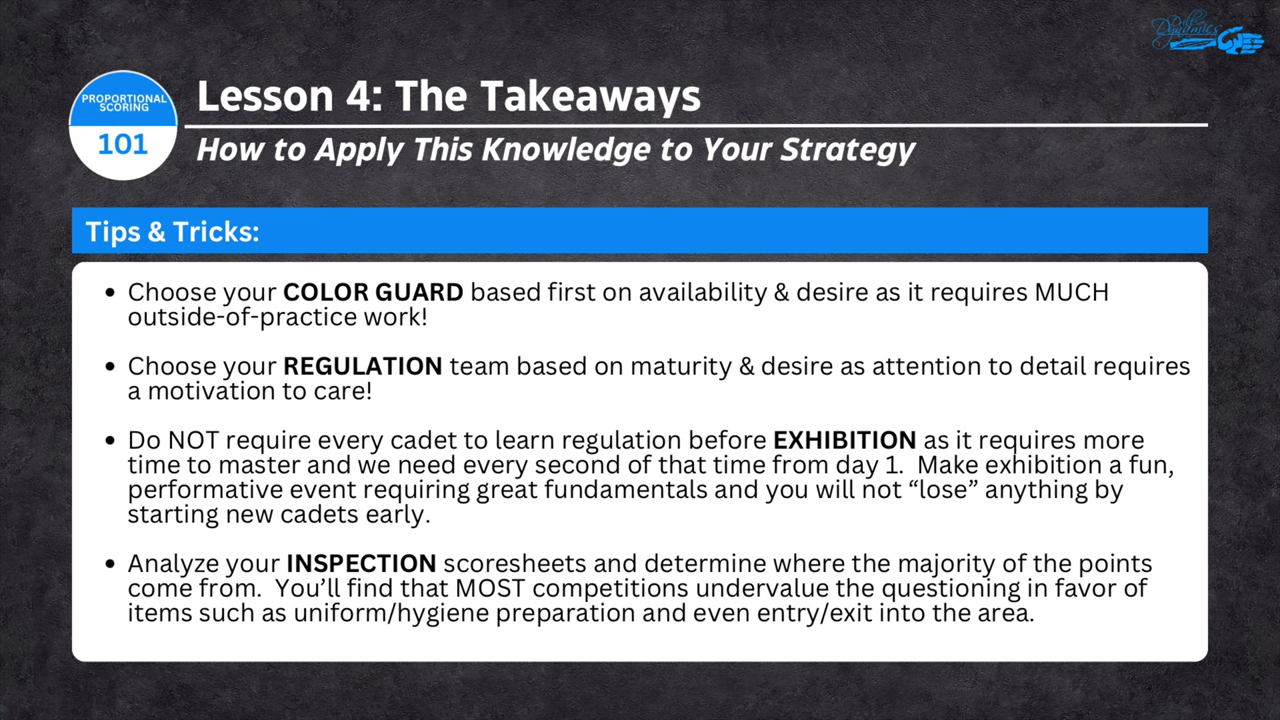 Drill
Dynamics
PROPORTIONAL
SCORING
101
Lesson 4: The Takeaways
How to Apply This Knowledge to Your Strategy
Tips & Tricks:
• Choose your COLOR GUARD based first on availability & desire as it requires MUCH
outside-of-practice work!
• Choose your REGULATION team based on maturity & desire as attention to detail requires
a motivation to care!
• Do NOT require every cadet to learn regulation before EXHIBITION as it requires more
time to master and we need every second of that time from day 1.  Make exhibition a fun,
performative event requiring great fundamentals and you will not “lose” anything by
starting new cadets early.
• Analyze your INSPECTION scoresheets and determine where the majority of the points
come from.  You’ll find that MOST competitions undervalue the questioning in favor of
items such as uniform/hygiene preparation and even entry/exit into the area.